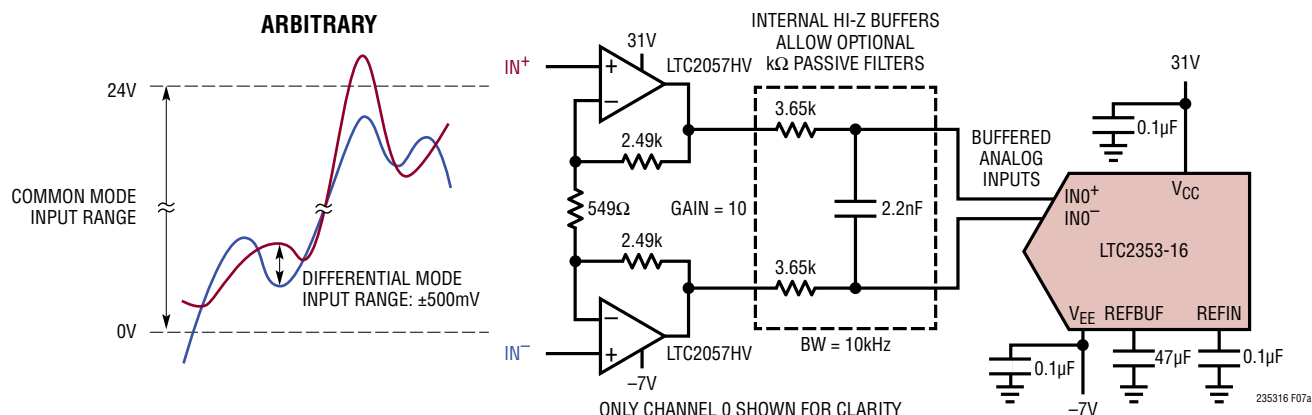 ARBITRARY
24V
COMMON MODE
INPUT RANGE
DIFFERENTIAL MODE
INPUT RANGE: ±500mV
0V
IN+
31V
LTC2057HV
+
–
2.49k
549Ω
GAIN = 10
2.49k
–
+
LTC2057HV
IN–
–7V
INTERNAL HI-Z BUFFERS
ALLOW OPTIONAL
kΩ PASSIVE FILTERS
3.65k
2.2nF
3.65k
BW = 10kHz
ONLY CHANNEL 0 SHOWN FOR CLARITY
BUFFERED
ANALOG
INPUTS
31V
0.1µF
VCC
IN0+
IN0–
LTC2353-16
VEE REFBUF REFIN
0.1µF
47µF
0.1µF
–7V
235316 F07a